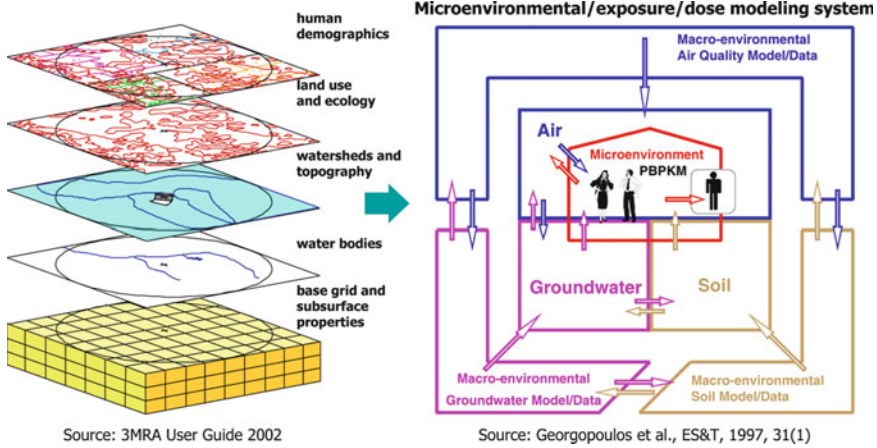 human
demographics
land use
and ecology
watersheds and
topography
water bodies
base grid and
subsurface
properties
Source: 3MRA User Guide 2002
Microenvironmental/exposure/dose modeling system
Macro-environmental
Air Quality Model/Data
Air
Microenvironment
PBPKM
Groundwater
Soil
Macro-environmental
Groundwater Model/Data
Macro-environmental
Soil Model/Data
Source: Georgopoulos et al., ES&T, 1997, 31(1)